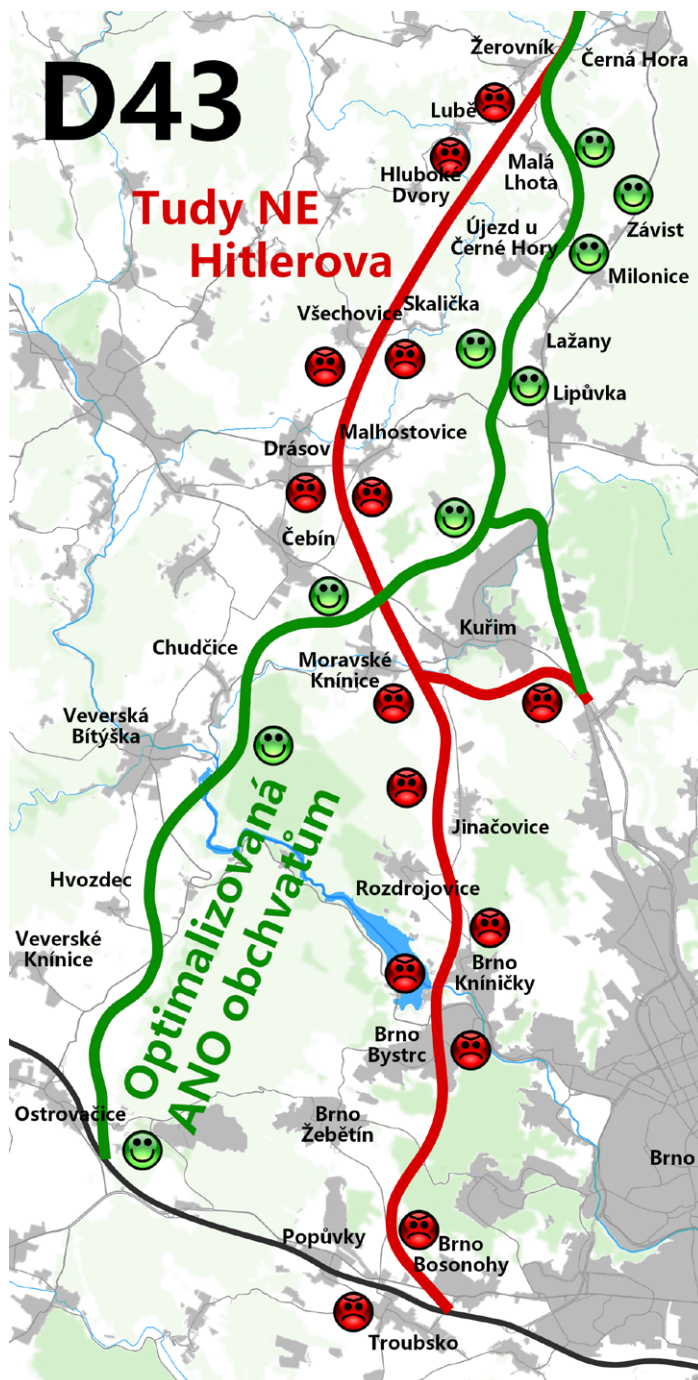 D43
Žerovník
Černá Hora
Lubě
Tudy NE
Hitlerova
Hluboké
Dvory
Malá
Lhota
Závist
Újezd u
Černé Hory
Milonice
Skalička
Všechovice
Lažany
Lipůvka
Malhostovice
Drásov
Čebín
Kuřim
Chudčice
Moravské
Knínice
Veverská
Bítýška
Optimalizovaná
ANO obchvatům
Jinačovice
Hvozdec
Rozdrojovice
Veverské
Knínice
Brno
Kníničky
Brno
Bystrc
Ostrovačice
Brno
Žebětín
Brno
Popůvky
Brno
Bosonohy
Troubsko